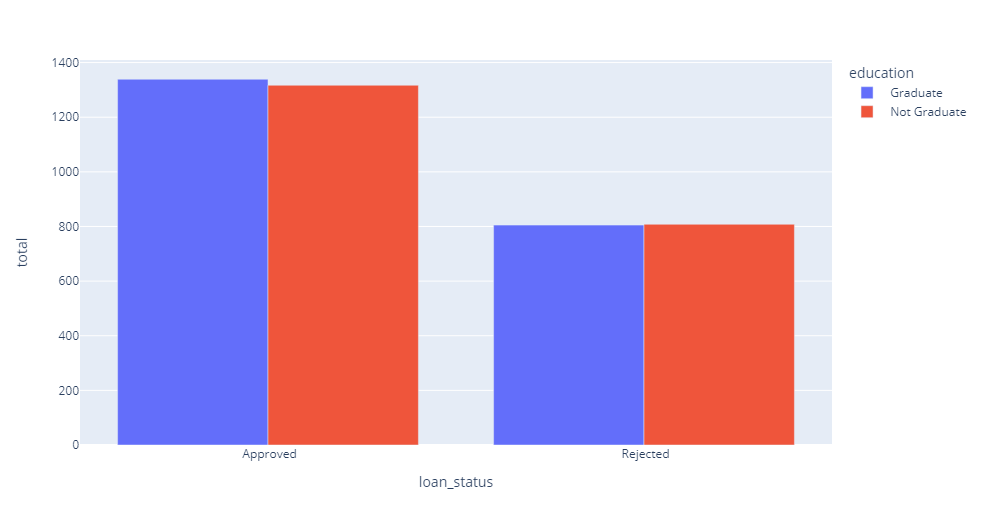 1400
1200
1000
800
600
400
200
0
total
Approved
Rejected
loan_status
education
Graduate
Not Graduate